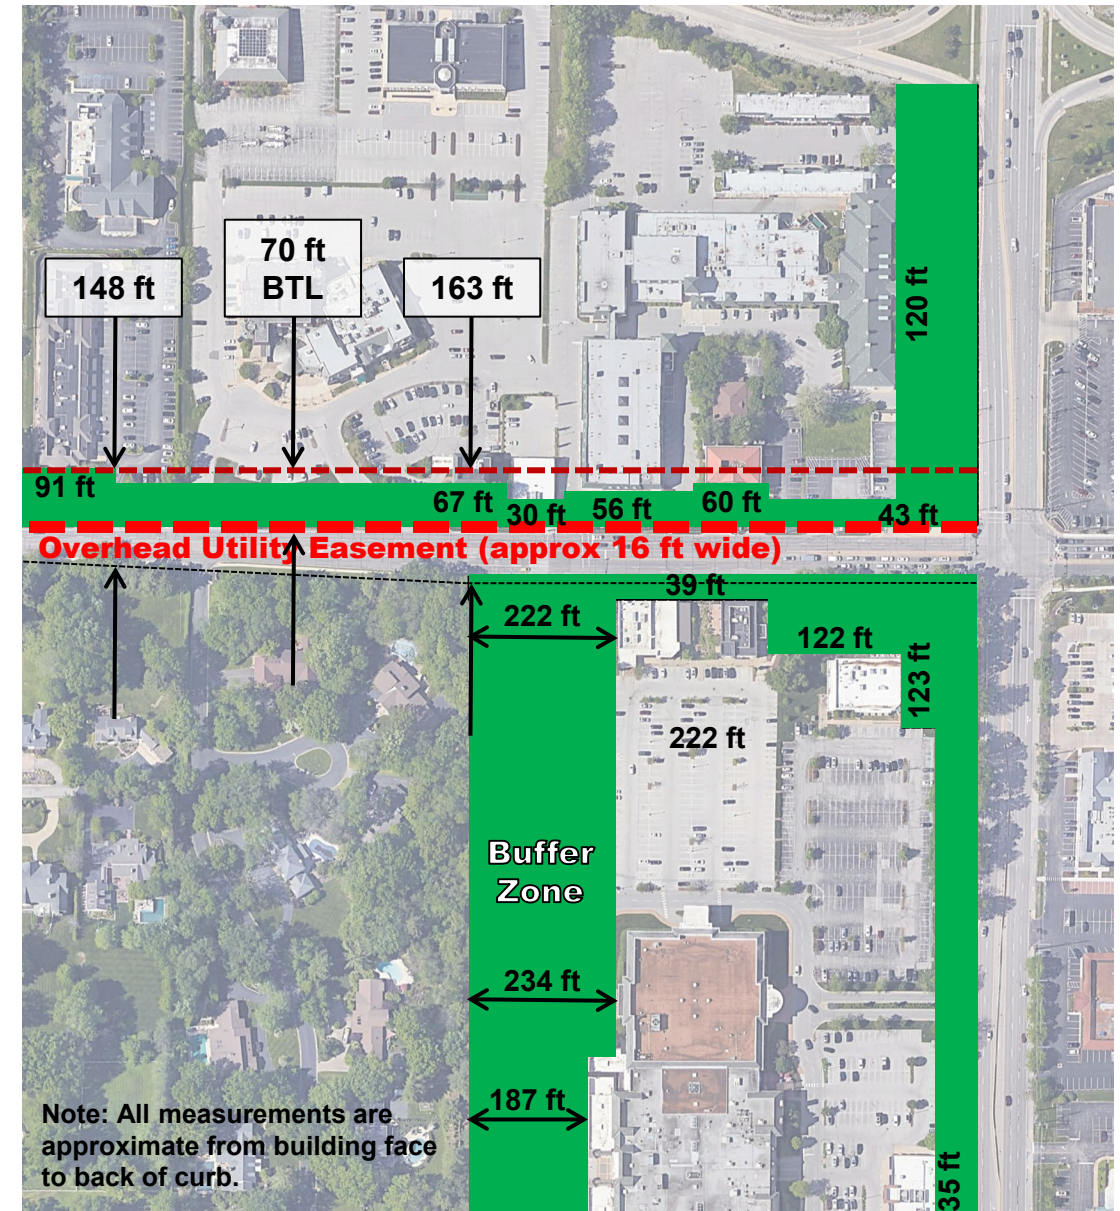 70 ft
BTL
148 ft
163 ft
120 ft
91 ft
67 ft
30 ft
56 ft
60 ft
43 ft
Overhead Utility Easement (approx 16 ft wide)
39 ft
222 ft
122 ft
123 ft
222 ft
Buffer
Zone
234 ft
187 ft
Note: All measurements are
approximate from building face
to back of curb.
35 ft